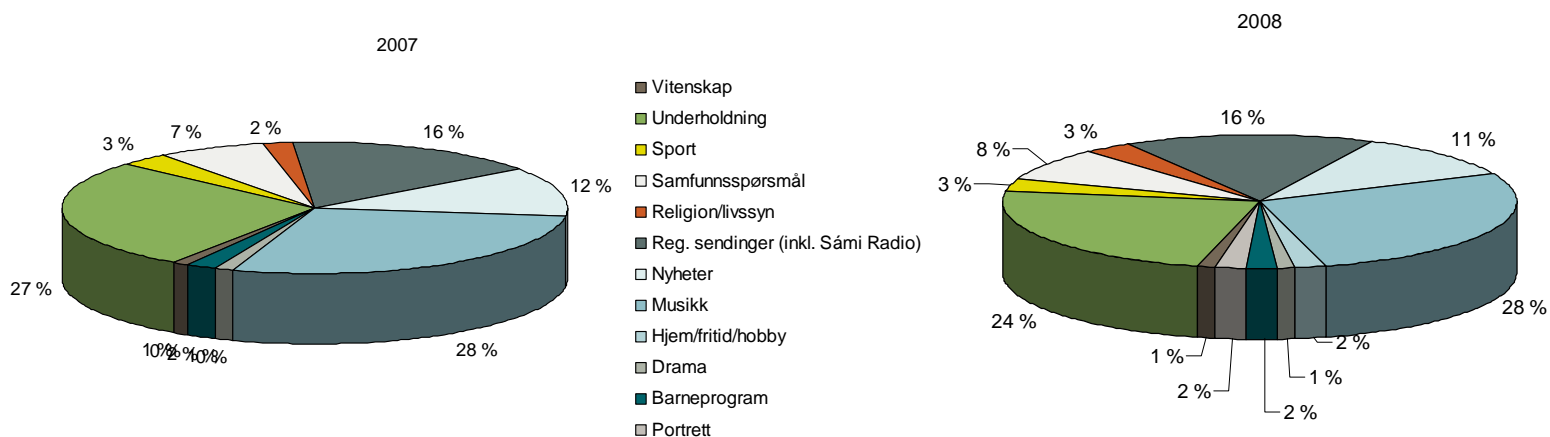 2007
3 %
7 %
2 %
16 %
12 %
28 %
27 %
Vitenskap
Underholdning
Sport
Samfunnsspørsmål
Religion/livssyn
Reg. sendinger (inkl. Sámi Radio)
Nyheter
Musikk
Hjem/fritid/hobby
Drama
Barneprogram
Portrett
2008
3 %
8 %
3 %
16 %
11 %
28 %
24 %
1 %
2 %
2 %
1 %
2 %